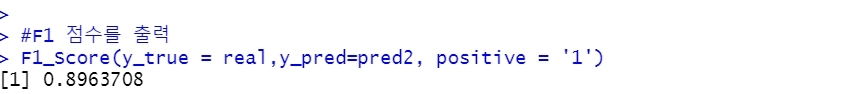 >
> #F1 점수를 출력
> F1_Score(y_true = real,y_pred=pred2, positive = '1')
[1] 0.8963708